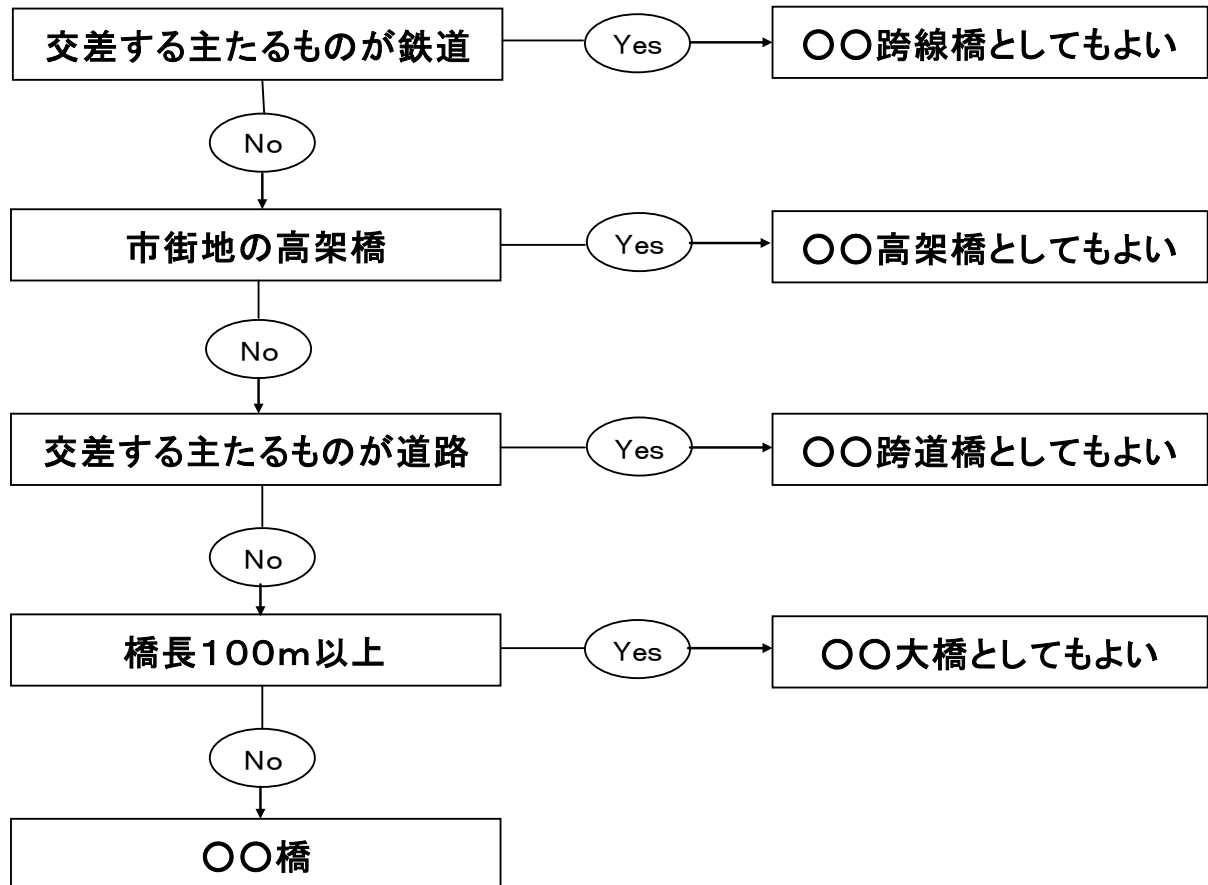 交差する主たるものが鉄道
Yes
〇〇跨線橋としてもよい
No
市街地の高架橋
Yes
〇〇高架橋としてもよい
No
交差する主たるものが道路
Yes
〇〇跨道橋としてもよい
No
橋長100m以上
Yes
〇〇大橋としてもよい
No
〇〇橋